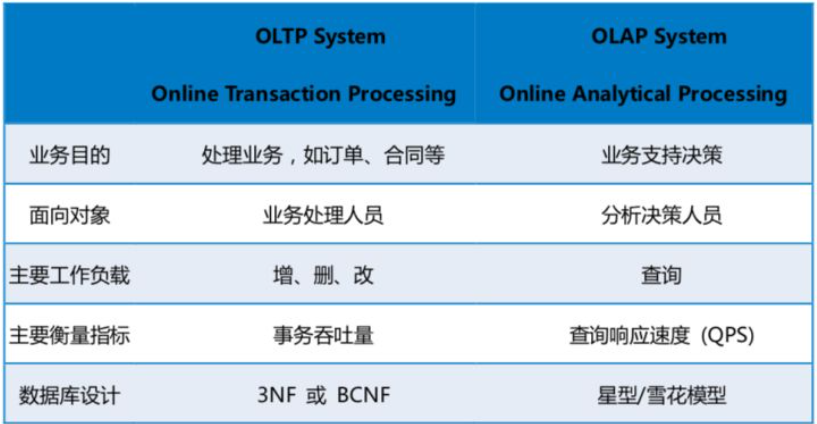 OLTP System OLAP System
Online Transaction Processing Online Analytical Processing
业务目的 处理业务，如订单、合同等 业务支持决策
面向对象 业务处理人员 分析决策人员
主要工作负载 增、删、改 查询
主要衡量指标 事务吞吐量 查询响应速度 (QPS)
数据库设计 3NF 或 BCNF 星型/雪花模型